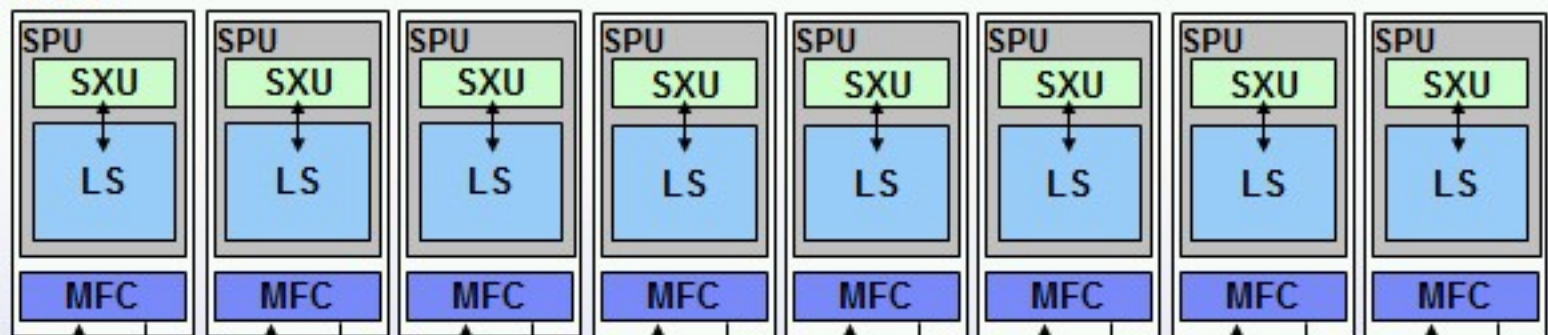 SPU SPU SPU SPU SPU SPU SPU SPU
SXU SXU SXU SXU SXU SXU SXU SXU
LS LS LS LS LS LS LS LS
MFC MFC MFC MFC MFC MFC MFC MFC